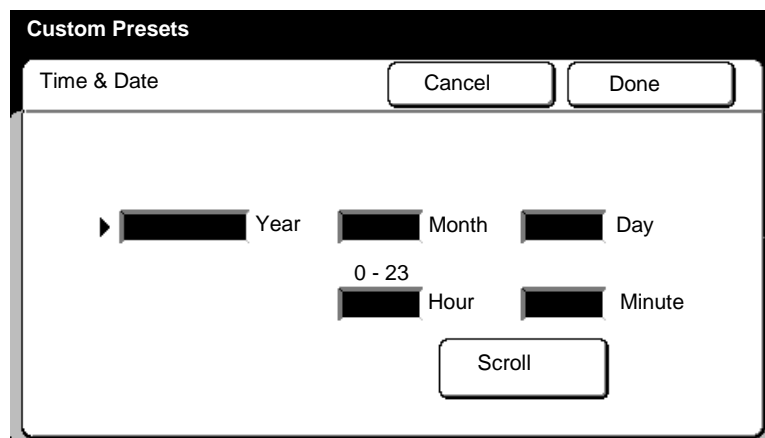 Custom Presets
Time & Date Cancel Done
Year Month Day
0 - 23
Hour Minute
Scroll